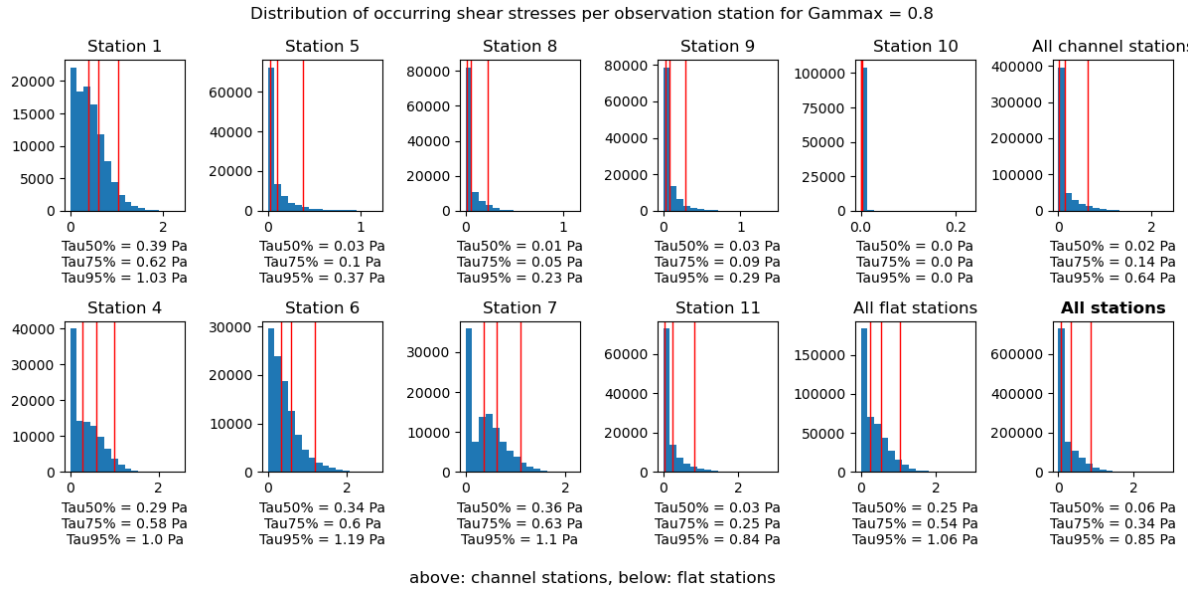 Distribution of occurring shear stresses per observation station for Gammax = 0.8
Station 1
20000
15000
10000
5000
0
0
2
Tau50% = 0.39 Pa
Tau75% = 0.62 Pa
Tau95% = 1.03 Pa
Station 5
60000
40000
20000
0
0
1
Tau50% = 0.03 Pa
Tau75% = 0.1 Pa
Tau95% = 0.37 Pa
Station 8
80000
60000
40000
20000
0
0
1
Tau50% = 0.01 Pa
Tau75% = 0.05 Pa
Tau95% = 0.23 Pa
Station 9
80000
60000
40000
20000
0
0
1
Tau50% = 0.03 Pa
Tau75% = 0.09 Pa
Tau95% = 0.29 Pa
Station 10
100000
75000
50000
25000
0
0.0
0.2
Tau50% = 0.0 Pa
Tau75% = 0.0 Pa
Tau95% = 0.0 Pa
All channel stations
400000
300000
200000
100000
0
0
2
Tau50% = 0.02 Pa
Tau75% = 0.14 Pa
Tau95% = 0.64 Pa
Station 4
40000
30000
20000
10000
0
0
2
Tau50% = 0.29 Pa
Tau75% = 0.58 Pa
Tau95% = 1.0 Pa
Station 6
30000
20000
10000
0
0
2
Tau50% = 0.34 Pa
Tau75% = 0.6 Pa
Tau95% = 1.19 Pa
Station 7
30000
20000
10000
0
0
2
Tau50% = 0.36 Pa
Tau75% = 0.63 Pa
Tau95% = 1.1 Pa
Station 11
60000
40000
20000
0
0
2
Tau50% = 0.03 Pa
Tau75% = 0.25 Pa
Tau95% = 0.84 Pa
All flat stations
150000
100000
50000
0
0
2
Tau50% = 0.25 Pa
Tau75% = 0.54 Pa
Tau95% = 1.06 Pa
All stations
600000
400000
200000
0
0
2
Tau50% = 0.06 Pa
Tau75% = 0.34 Pa
Tau95% = 0.85 Pa
above: channel stations, below: flat stations